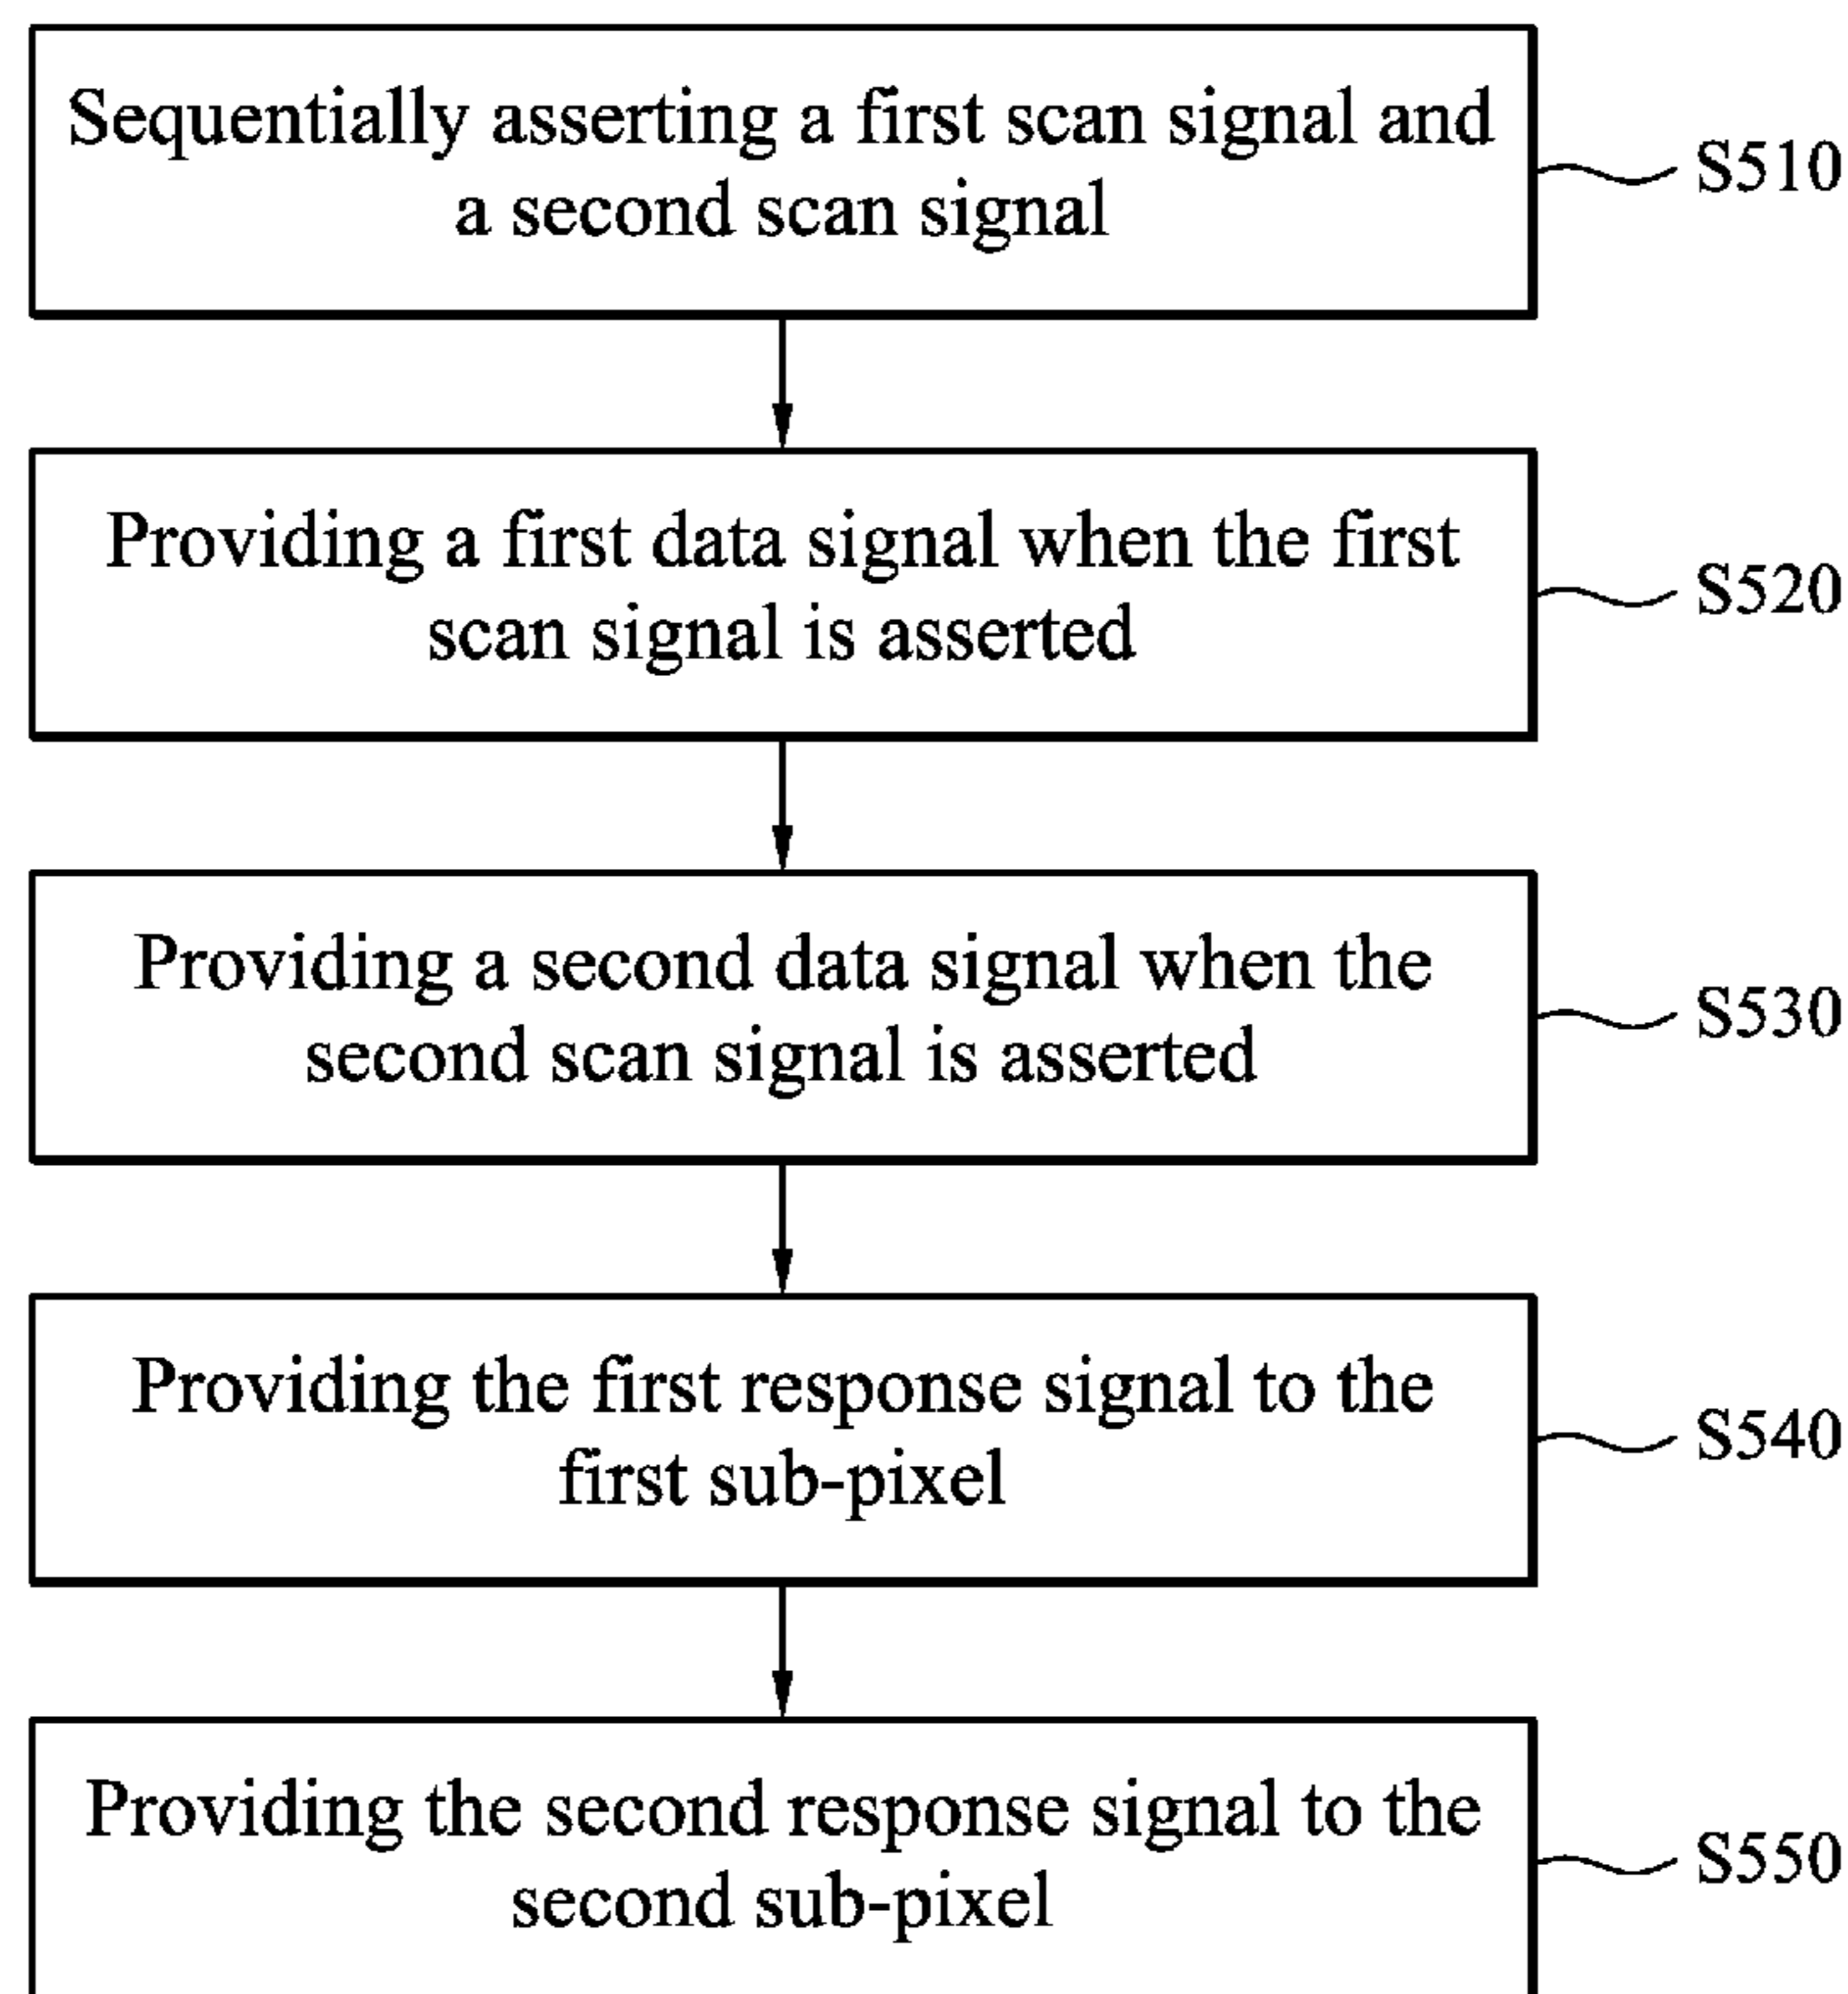 Sequentially asserting a first scan signal and
a second scan signal
S510
Providing a first data signal when the first
scan signal is asserted
S520
Providing a second data signal when the
second scan signal is asserted
S530
Providing the first response signal to the
first sub-pixel
S540
Providing the second response signal to the
second sub-pixel
S550